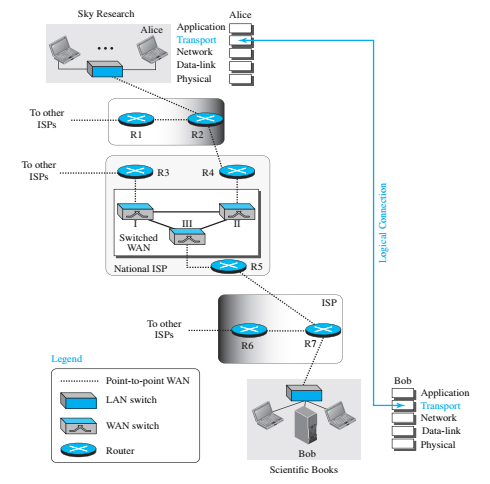 Sky Research
Alice
Alice
Application
Transport
Network
Data-link
Physical
To other
ISPs
R1
R2
To other
ISPs
R3
R4
I
III
II
Switched
WAN
National ISP
R5
Logical Connection
ISP
To other
ISPs
R6
R7
Legend
Point-to-point WAN
LAN switch
WAN switch
Router
Bob
Scientific Books
Bob
Application
Transport
Network
Data-link
Physical